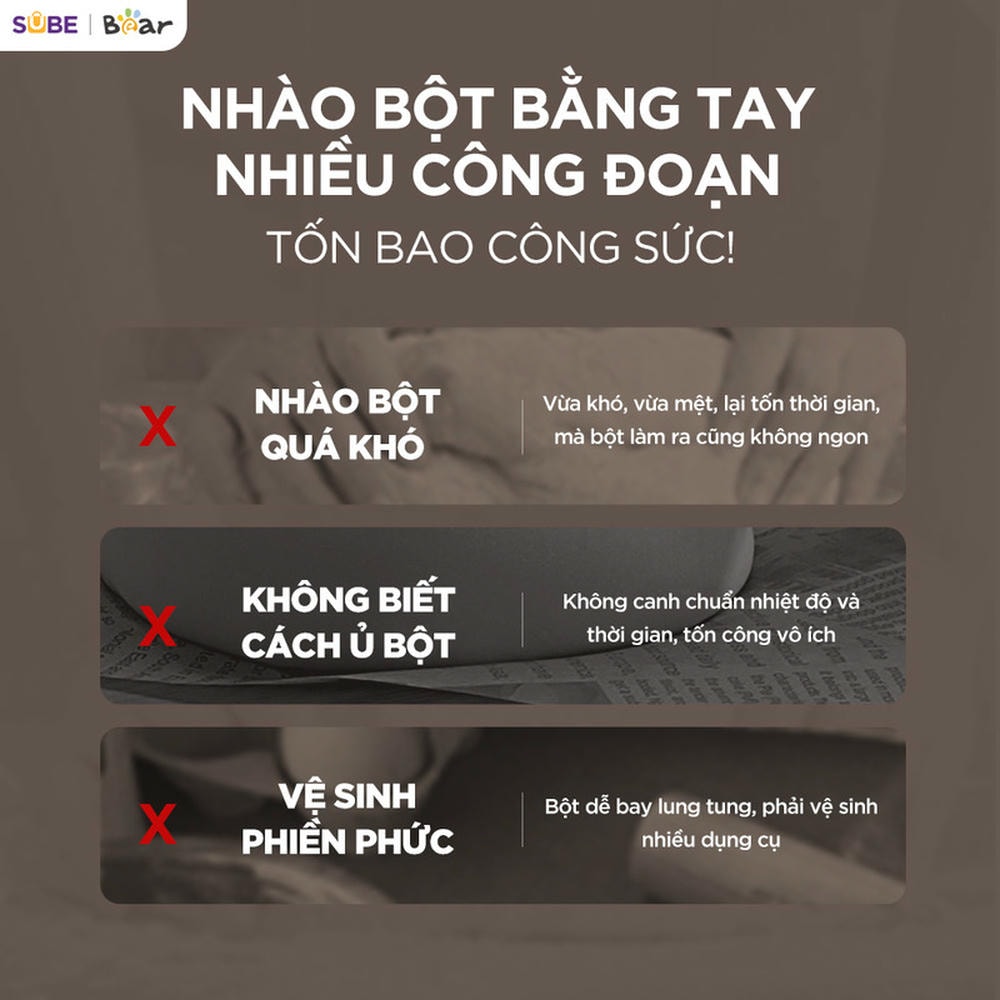 SUBE | Bear
NHÀO BỘT BẰNG TAY
NHIỀU CÔNG ĐOẠN
TỐN BAO CÔNG SỨC!
X
NHÀO BỘT
QUÁ KHÓ
Vừa khó, vừa mệt, lại tốn thời gian,
mà bột làm ra cũng không ngon
X
KHÔNG BIẾT
CÁCH Ủ BỘT
Không canh chuẩn nhiệt độ và
thời gian, tốn công vô ích
X
VỆ SINH
PHIỀN PHỨC
Bột dễ bay lung tung, phải vệ sinh
nhiều dụng cụ